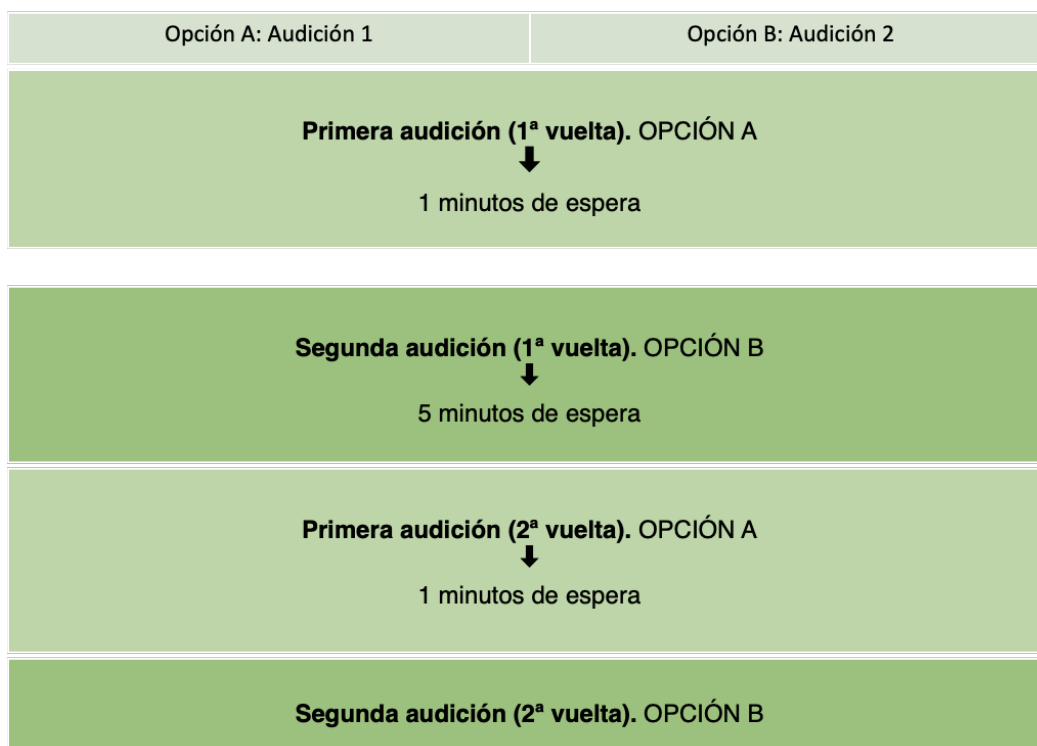 Opción A: Audición 1
Opción B: Audición 2
Primera audición (1ª vuelta). OPCIÓN A
1 minutos de espera
Segunda audición (1ª vuelta). OPCIÓN B
5 minutos de espera
Primera audición (2ª vuelta). OPCIÓN A
1 minutos de espera
Segunda audición (2ª vuelta). OPCIÓN B